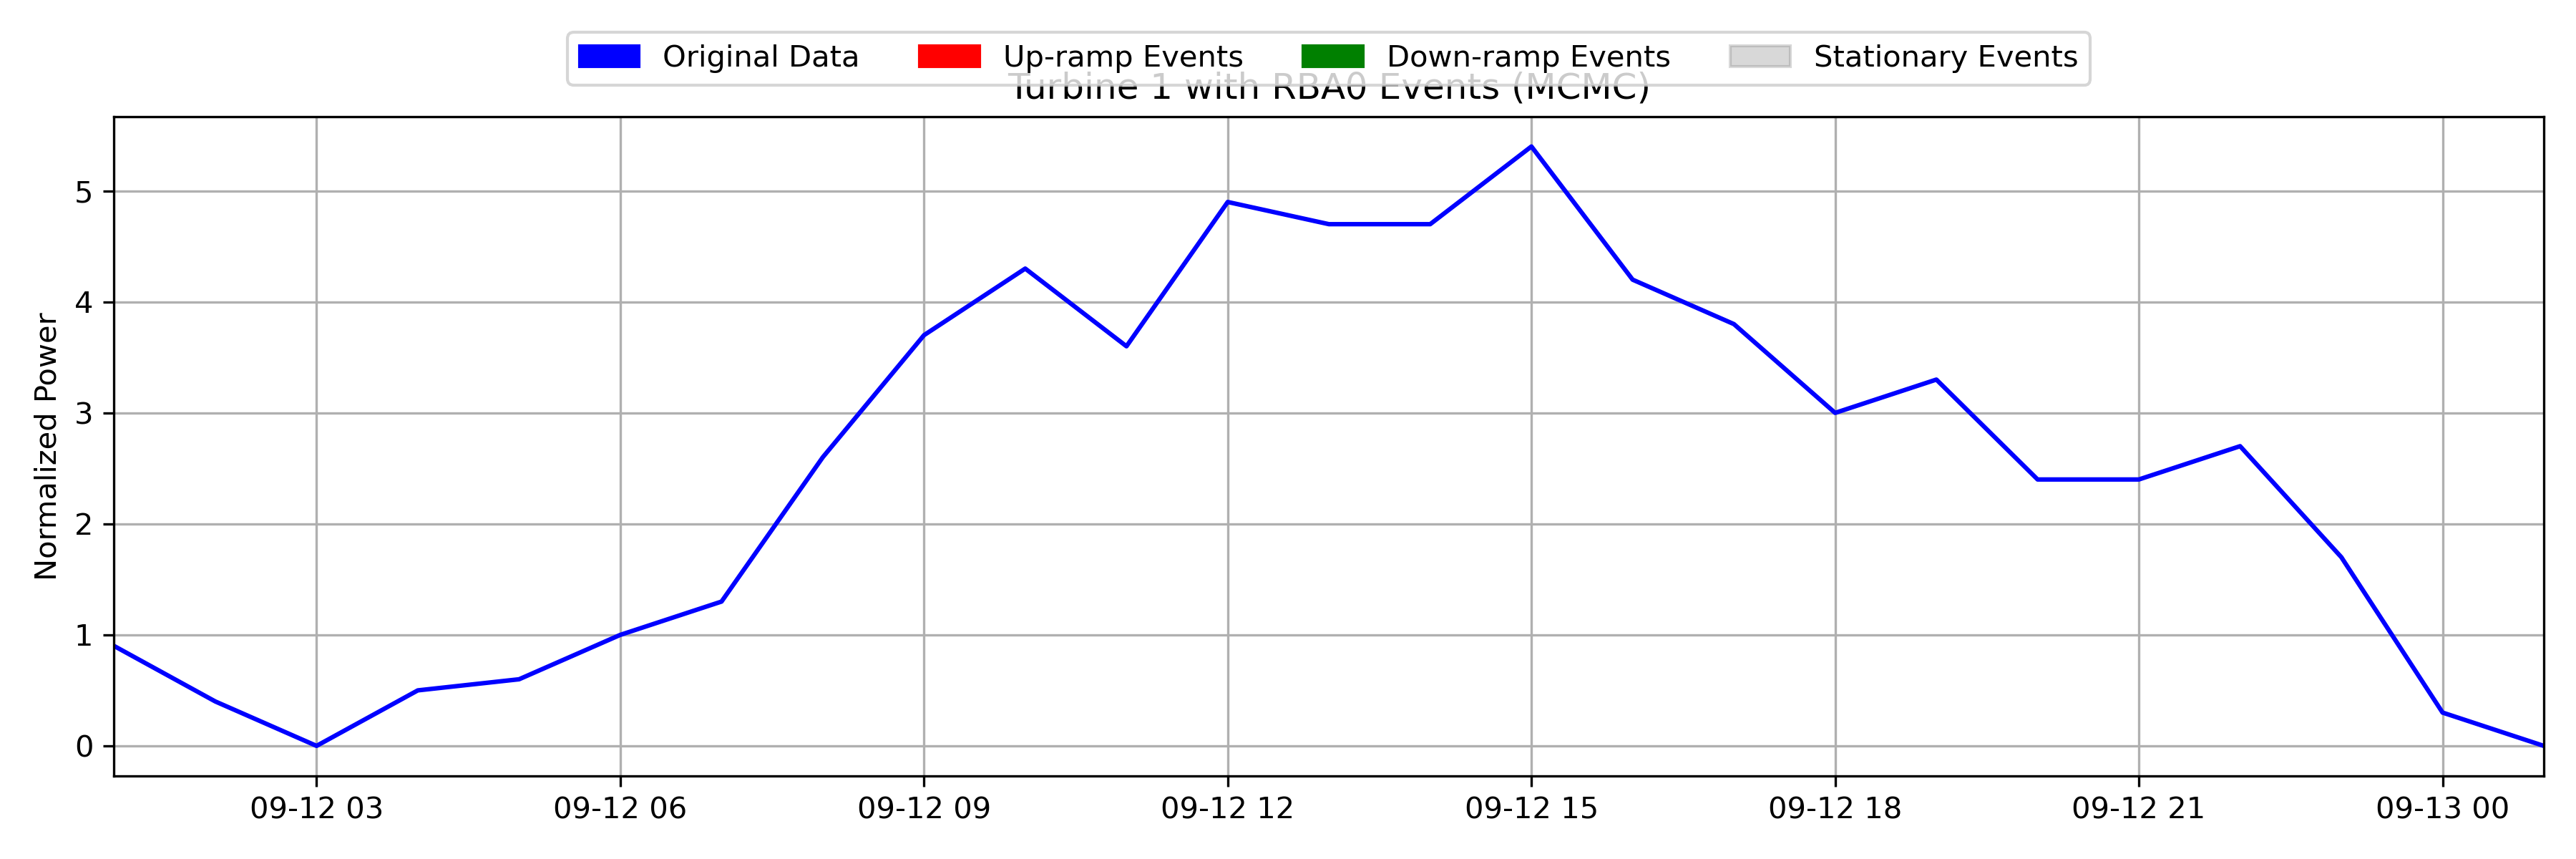 Original Data Up-ramp Events Down-ramp Events Stationary Events
Turbine 1 with RBA0 Events (MCMC)
Normalized Power
5
4
3
2
1
0
09-12 03 09-12 06 09-12 09 09-12 12 09-12 15 09-12 18 09-12 21 09-13 00